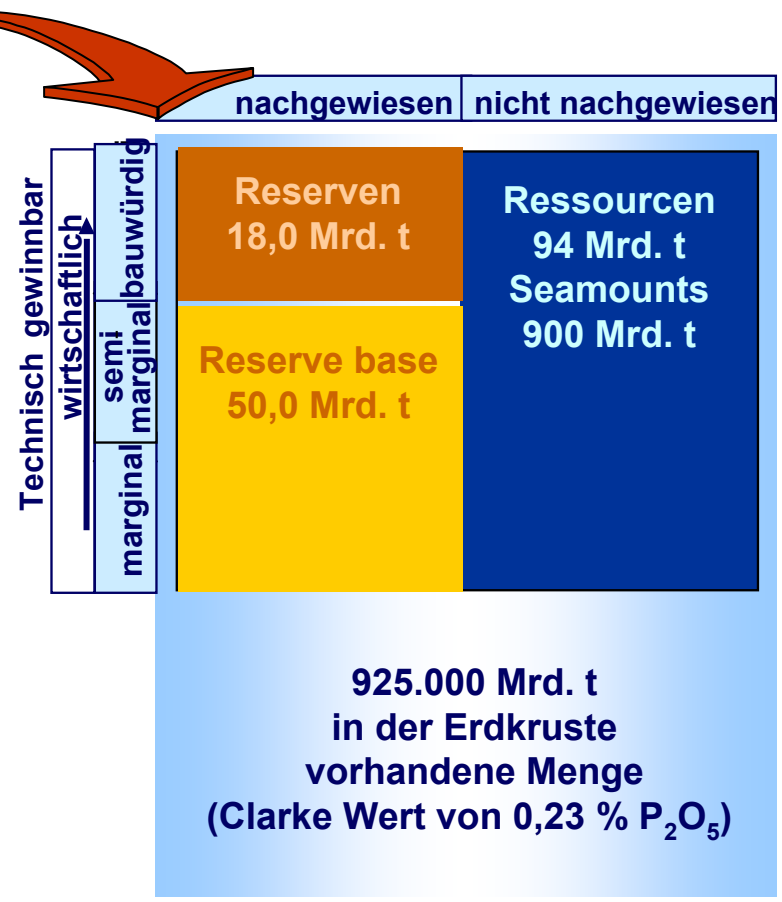 nachgewiesen
nicht nachgewiesen
Technisch gewinnbar
wirtschaftlich
bauwürdig
semi
marginal
marginal
Reserven
18,0 Mrd. t
Reserve base
50,0 Mrd. t
Ressourcen
94 Mrd. t
Seamounts
900 Mrd. t
925.000 Mrd. t
in der Erdkruste
vorhandene Menge
(Clarke Wert von 0,23 % P₂O₅)